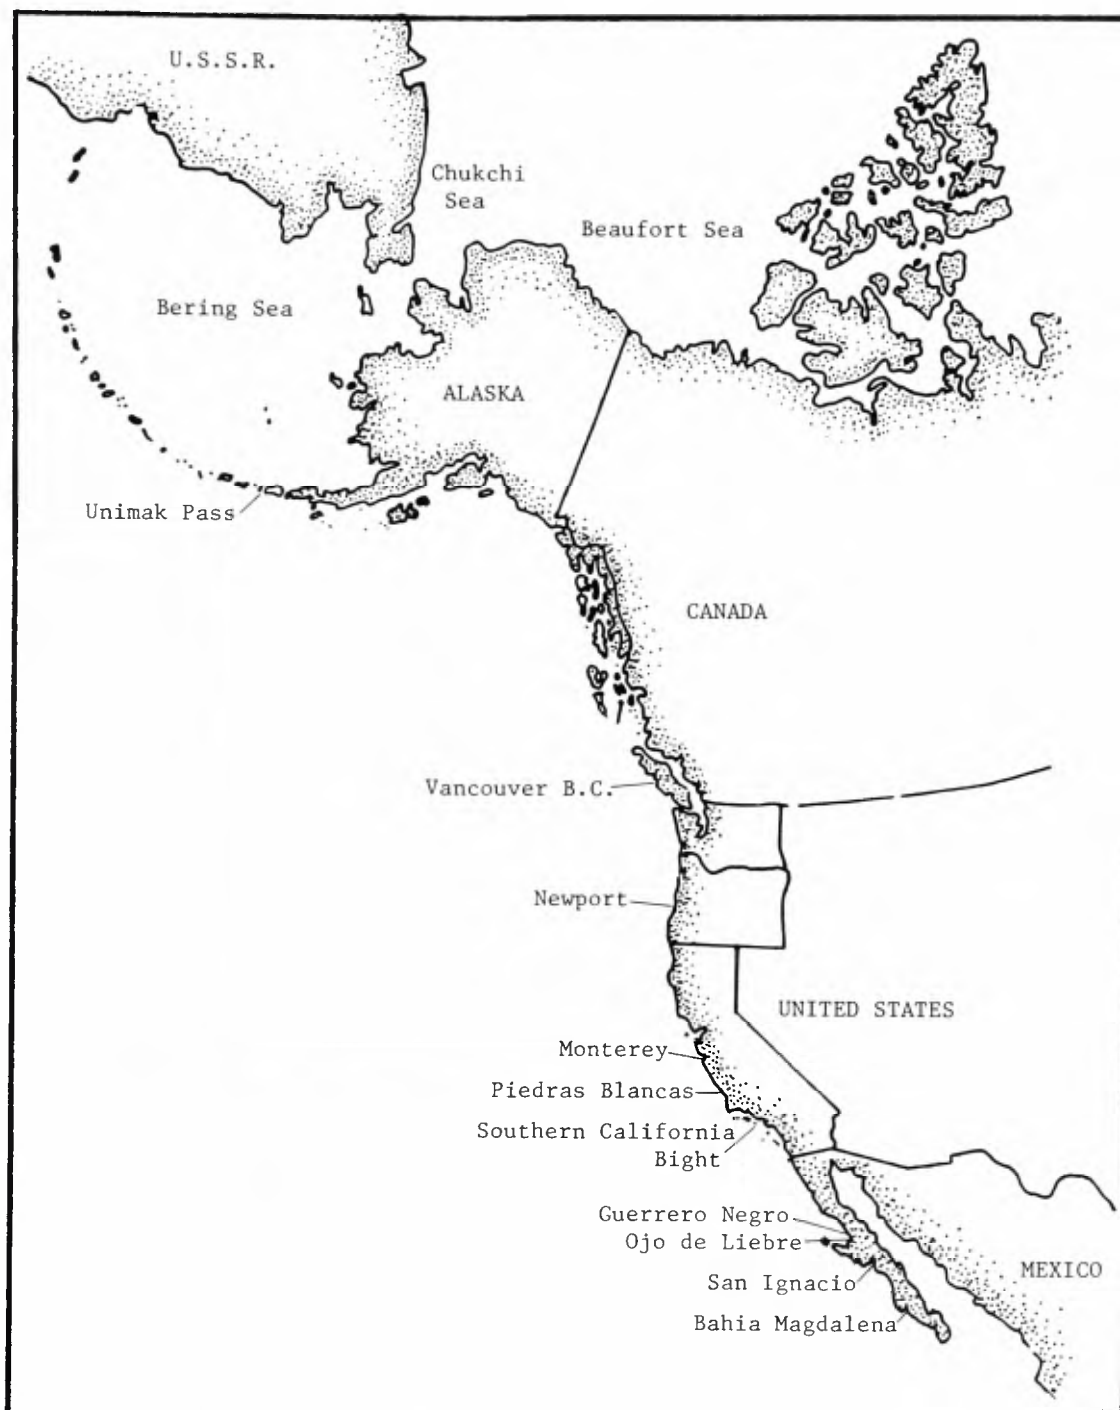 U.S.S.R.
Chukchi
Sea
Beaufort Sea
Bering Sea
ALASKA
Unimak Pass
CANADA
Vancouver B.C.
Newport
UNITED STATES
Monterey
Piedras Blancas
Southern California
Bight
Guerrero Negro
Ojo de Liebre
MEXICO
San Ignacio
Bahia Magdalena